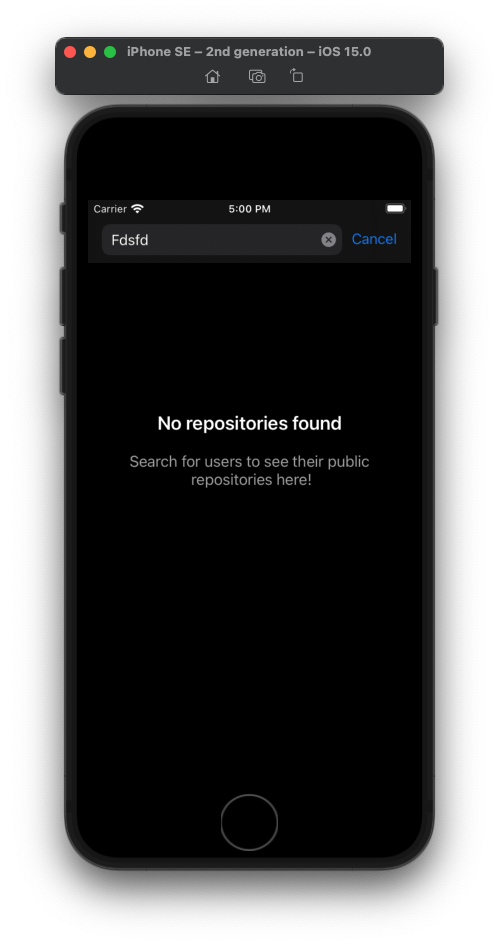 iPhone SE – 2nd generation – iOS 15.0
Carrier 5:00 PM
Fdsfd Cancel
No repositories found
Search for users to see their public
repositories here!